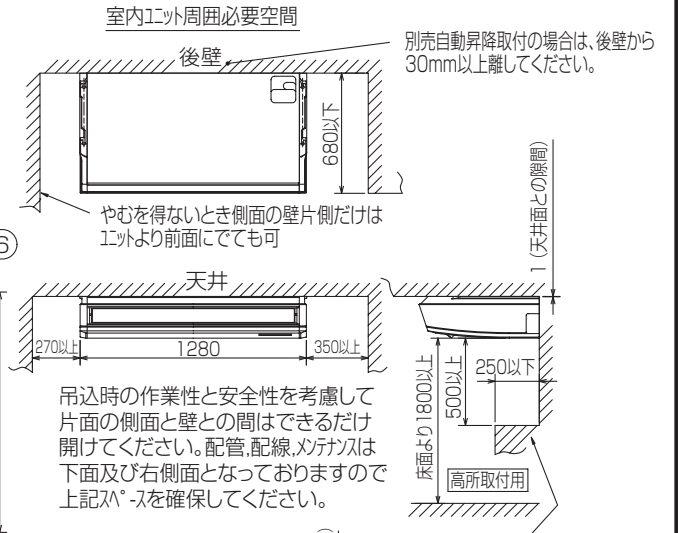 室内ユニット周囲必要空間
後壁
別売自動昇降取付の場合は、後壁から
30mm以上離してください。
680以下
やむを得ないとき側面の壁片側だけは
ユニットより前面にでても可
天井
1（天井面との隙間）
270以上
1280
350以上
250以下
500以上
床面より1800以上
高所取付用
吊込時の作業性と安全性を考慮して
片面の側面と壁との間はできるだけ
開けてください。配管,配線,メンテナンスは
下面及び右側面となっておりますので
上記スペースを確保してください。